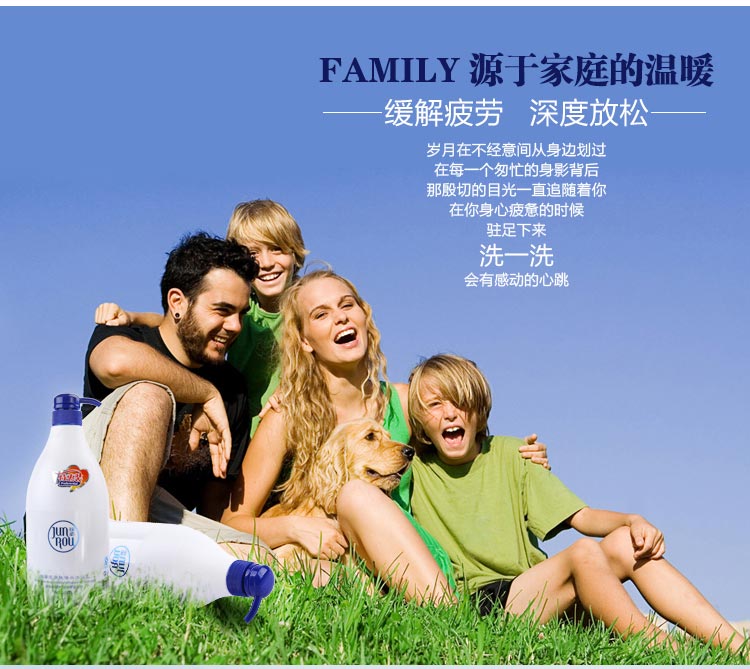 FAMILY 源于家庭的温暖
缓解疲劳 深度放松
岁月在不经意间从身边划过
在每一个匆忙的身影背后
那殷切的目光一直追随着你
在你身心疲惫的时候
驻足下来
洗一洗
会有感动的心跳
JUN
ROU